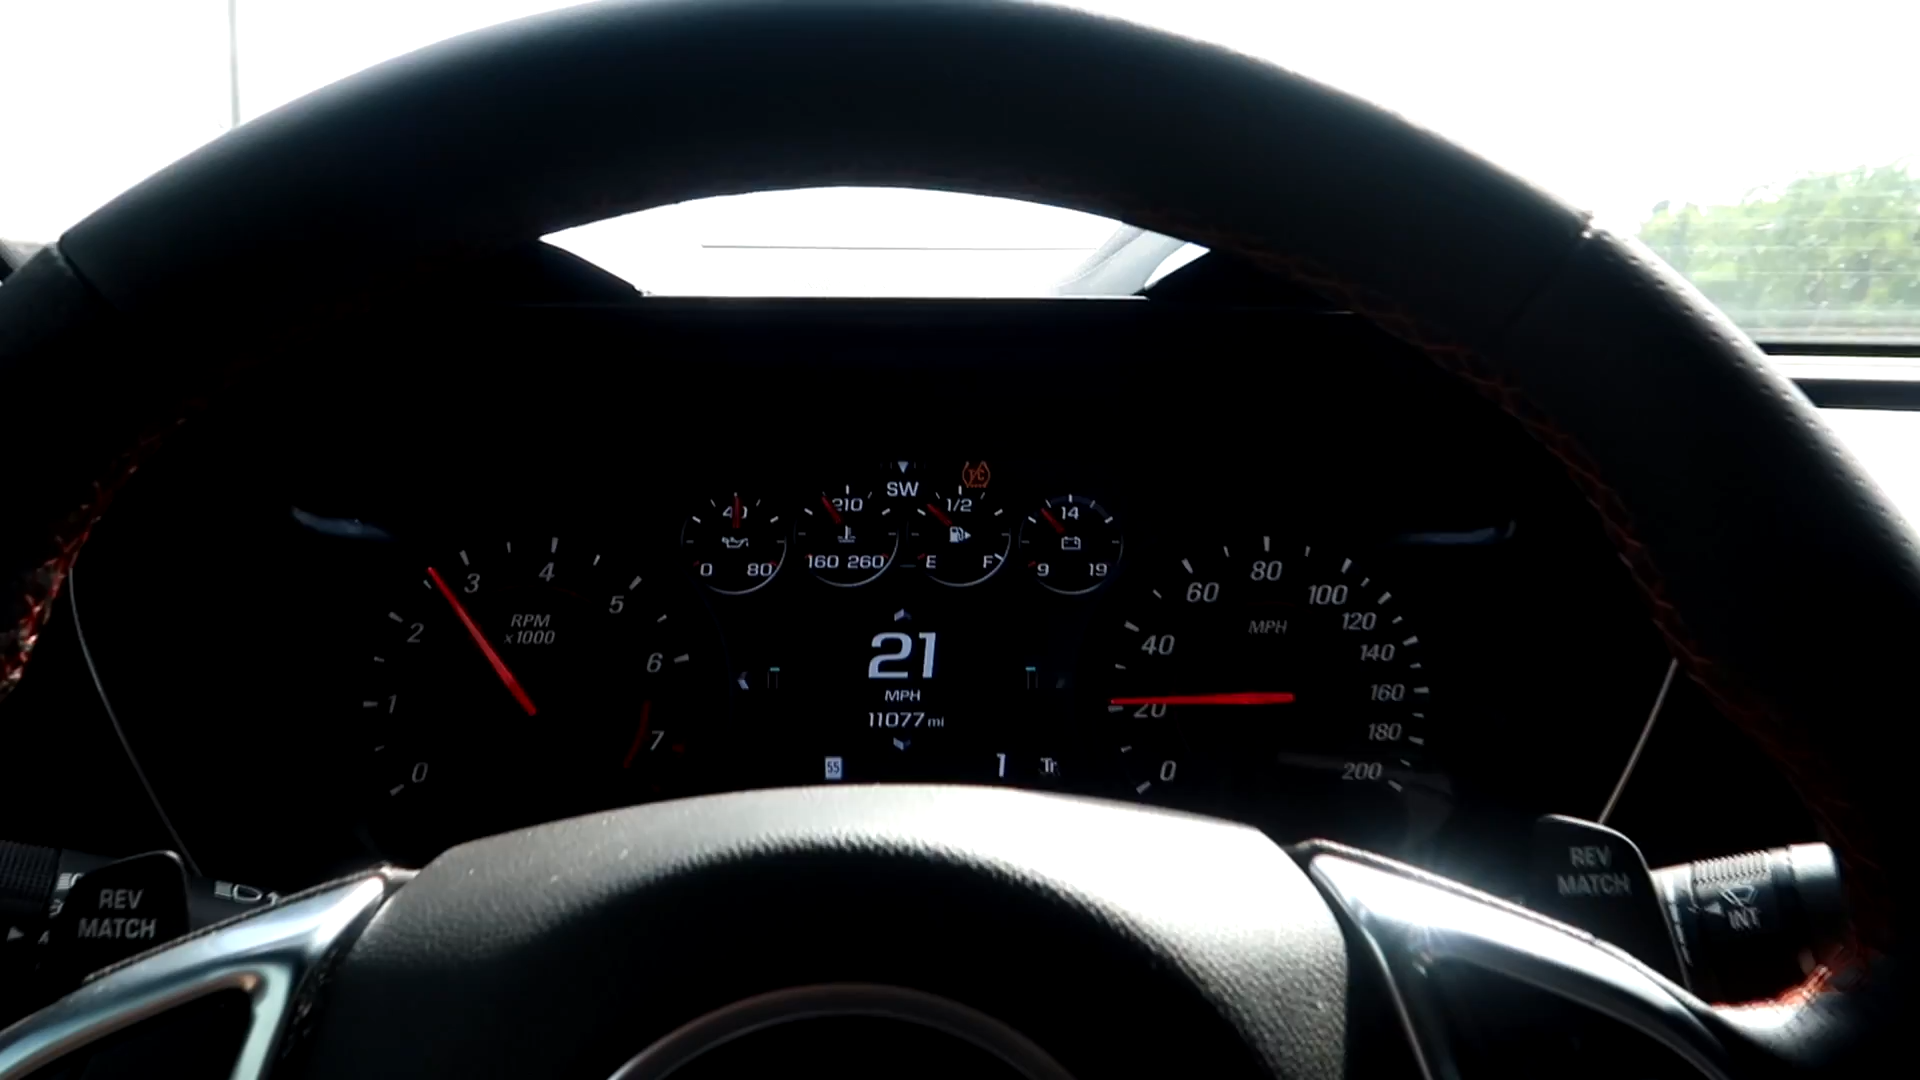 SW
T/C
40
0 80
210
160 260
1/2
E F
14
9 19
0
1
2
3
4
5
6
7
RPM
x1000
21
MPH
11077 mi
55
1
0
20
40
60
80
100
120
140
160
180
200
MPH
REV
MATCH
REV
MATCH
INT